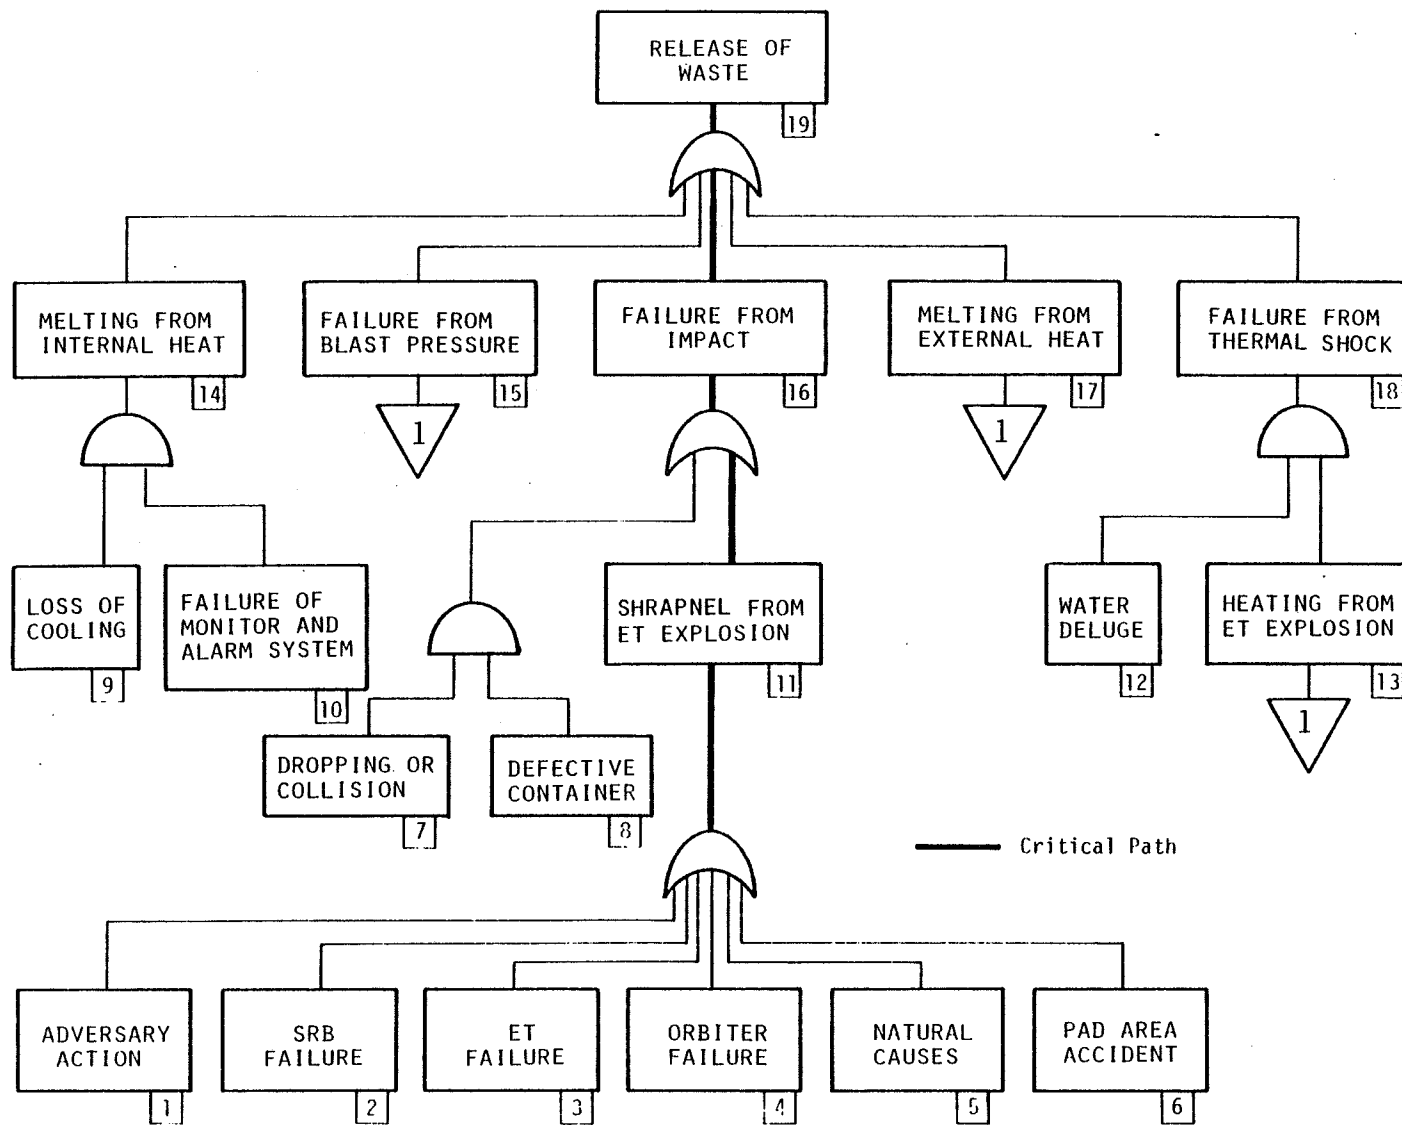 RELEASE OF
WASTE
19
MELTING FROM
INTERNAL HEAT
14
FAILURE FROM
BLAST PRESSURE
15
1
FAILURE FROM
IMPACT
16
MELTING FROM
EXTERNAL HEAT
17
1
FAILURE FROM
THERMAL SHOCK
18
LOSS OF
COOLING
9
FAILURE OF
MONITOR AND
ALARM SYSTEM
10
SHRAPNEL FROM
ET EXPLOSION
11
WATER
DELUGE
12
HEATING FROM
ET EXPLOSION
13
1
DROPPING OR
COLLISION
7
DEFECTIVE
CONTAINER
8
Critical Path
ADVERSARY
ACTION
1
SRB
FAILURE
2
ET
FAILURE
3
ORBITER
FAILURE
4
NATURAL
CAUSES
5
PAD AREA
ACCIDENT
6